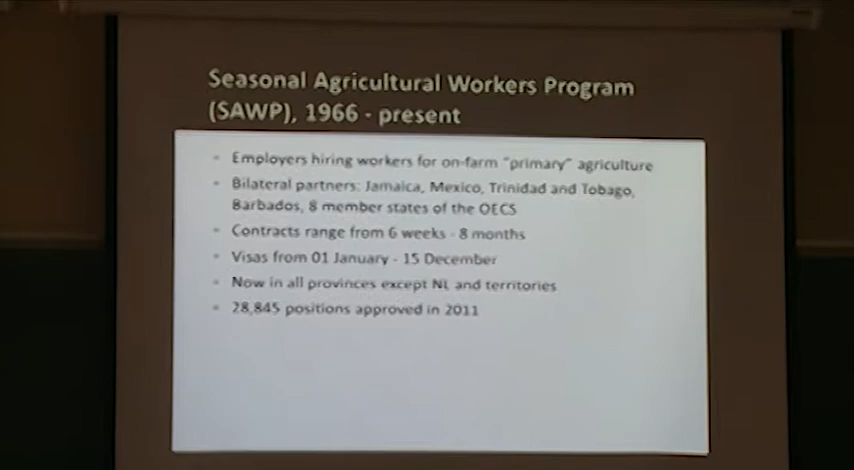 Seasonal Agricultural Workers Program
(SAWP), 1966 - present
Employers hiring workers for on-farm "primary" agriculture
Bilateral partners: Jamaica, Mexico, Trinidad and Tobago,
Barbados, 8 member states of the OECS
Contracts range from 6 weeks - 8 months
Visas from 01 January - 15 December
Now in all provinces except NL and territories
28,845 positions approved in 2011